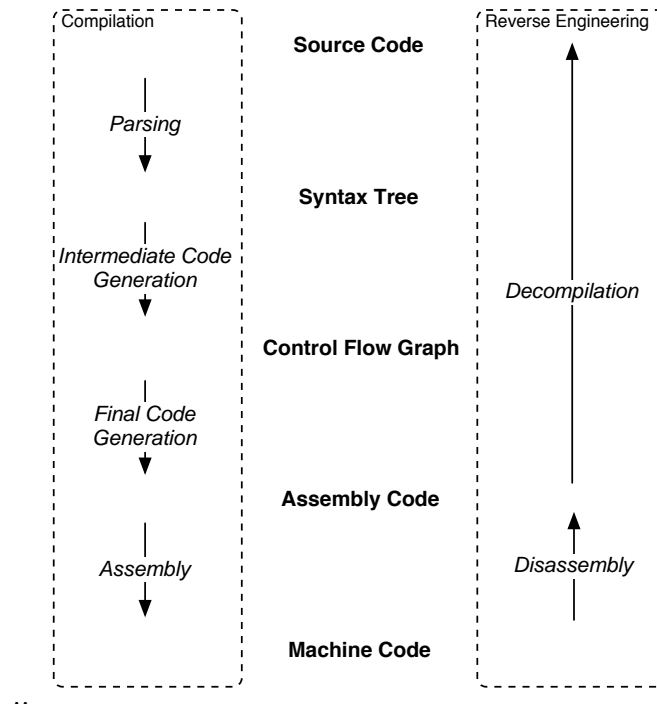 Compilation
Reverse Engineering
Source Code
Parsing
Syntax Tree
Intermediate Code
Generation
Decompilation
Control Flow Graph
Final Code
Generation
Assembly Code
Assembly
Disassembly
Machine Code